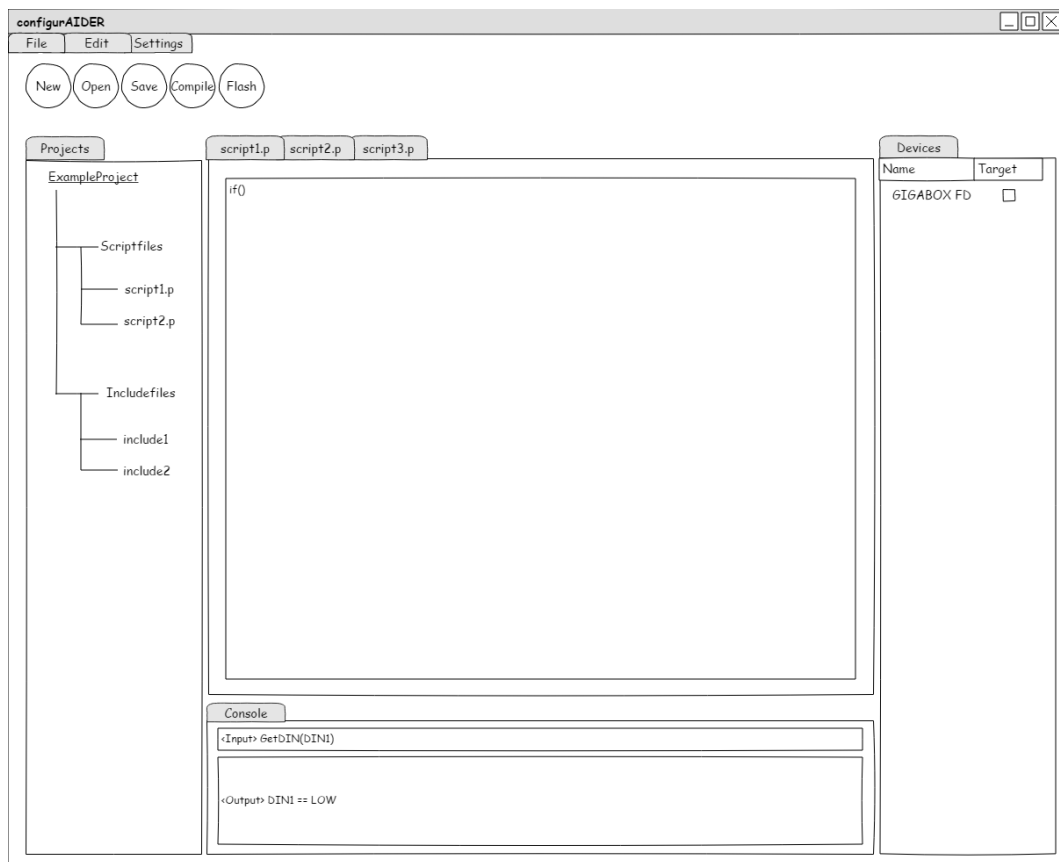 configurAIDER
File Edit Settings
New Open Save Compile Flash
Projects
ExampleProject
Scriptfiles
script1.p
script2.p
Includefiles
include1
include2
script1.p script2.p script3.p
if()
Console
<Input> GetDIN(DIN1)
<Output> DIN1 == LOW
Devices
Name Target
GIGABOX FD